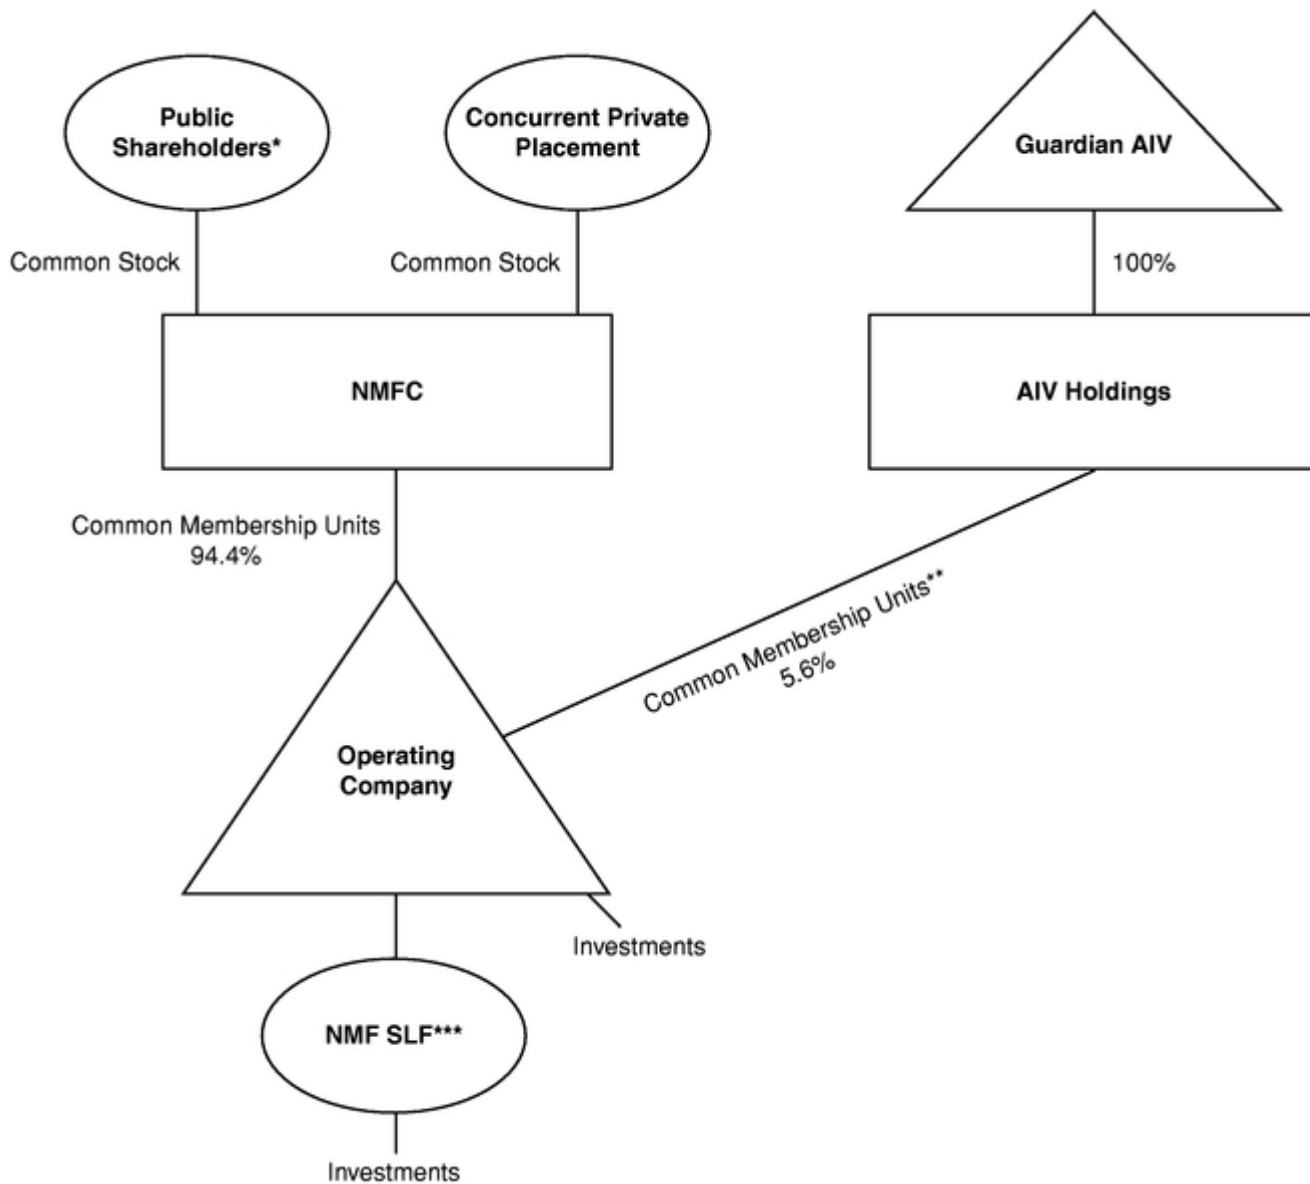 Public
Shareholders*
Concurrent Private
Placement
Guardian AIV
Common Stock
Common Stock
100%
NMFC
AIV Holdings
Common Membership Units
94.4%
Common Membership Units**
5.6%
Operating
Company
Investments
NMF SLF***
Investments